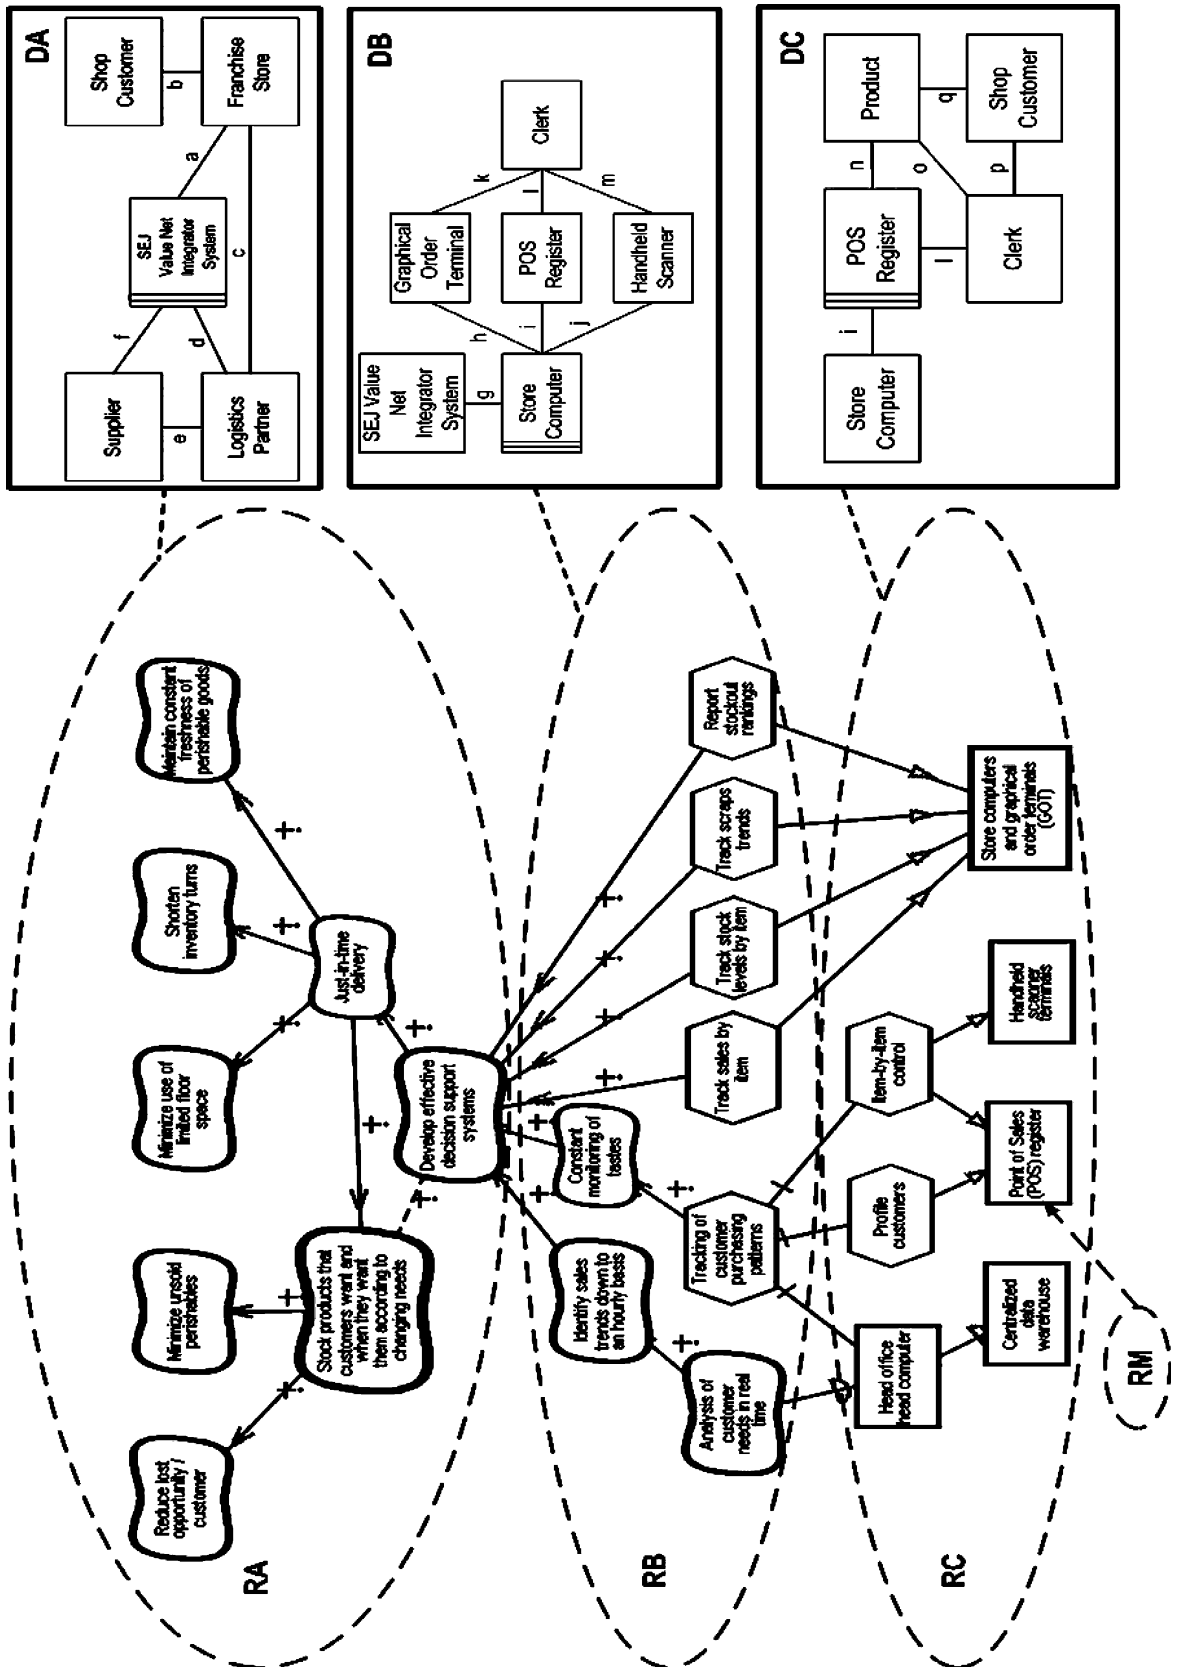 RA
Reduce lost
opportunity /
customer
Minimize unsold
perishables
Minimize use of
limited floor
space
Shorten
inventory turns
Maintain constant
freshness of
perishable goods
Stock products that
customers want and
when they want
them according to
changing needs
Just-in-time
delivery
Develop effective
decision support
systems
+:
+:
+:
+:
+:
+:
+:
+:
RB
Analysis of
customer
needs in real
time
Identify sales
trends down to
an hourly basis
Constant
monitoring of
tastes
Tracking of
customer
purchasing
patterns
Track sales by
item
Track stock
levels by item
Track scraps
trends
Report
stockout
rankings
+:
+:
+:
+:
+:
+:
+:
+:
RC
Head office
head computer
Profile
customers
Item-by-item
control
Centralized
data
warehouse
Point of Sales
(POS) register
Handheld
scanner
terminals
Store computers
and graphical
order terminals
(GOT)
RM
DA
Supplier
Logistics
Partner
SEJ
Value Net
Integrator
System
Shop
Customer
Franchise
Store
f
e
d
a
b
c
DB
SEJ Value
Net
Integrator
System
Store
Computer
Graphical
Order
Terminal
POS
Register
Handheld
Scanner
Clerk
g
h
i
j
k
l
m
DC
Store
Computer
POS
Register
Product
Clerk
Shop
Customer
i
n
l
o
q
p